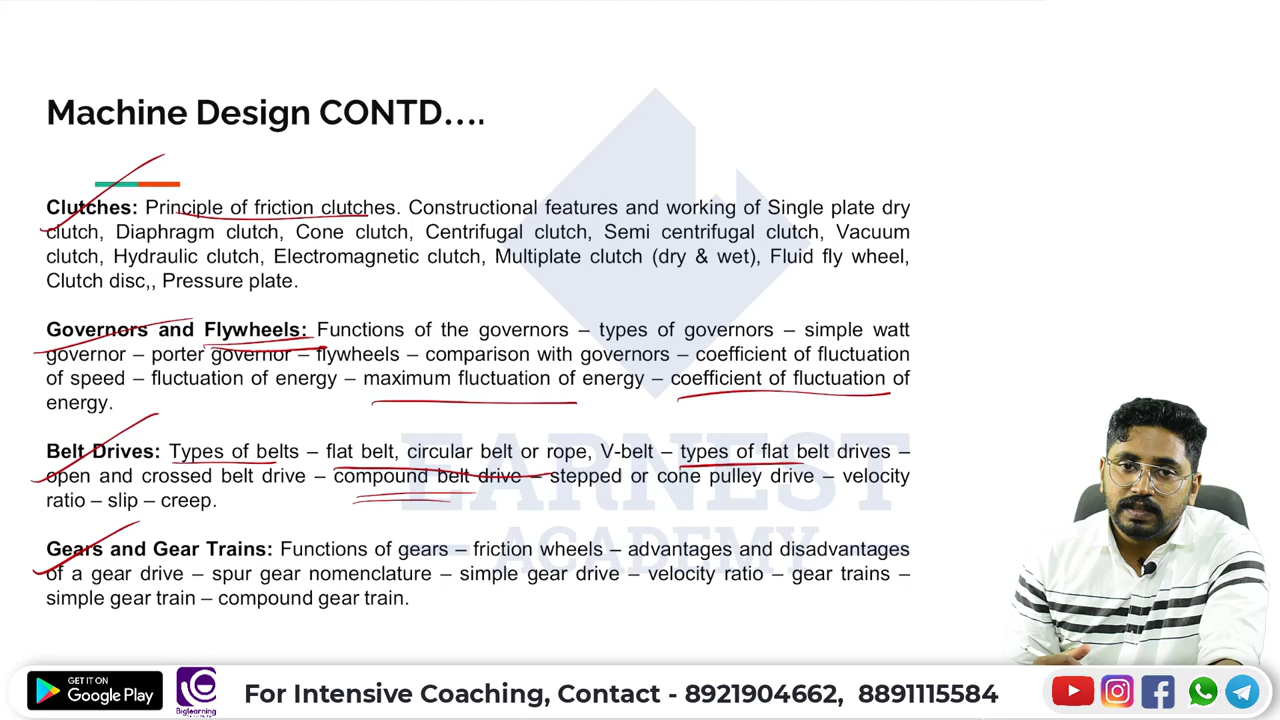 Machine Design CONTD....
Clutches: Principle of friction clutches. Constructional features and working of Single plate dry
clutch, Diaphragm clutch, Cone clutch, Centrifugal clutch, Semi centrifugal clutch, Vacuum
clutch, Hydraulic clutch, Electromagnetic clutch, Multiplate clutch (dry & wet), Fluid fly wheel,
Clutch disc,, Pressure plate.
Governors and Flywheels: Functions of the governors – types of governors – simple watt
governor – porter governor – flywheels – comparison with governors – coefficient of fluctuation
of speed – fluctuation of energy – maximum fluctuation of energy – coefficient of fluctuation of
energy.
Belt Drives: Types of belts – flat belt, circular belt or rope, V-belt – types of flat belt drives –
open and crossed belt drive – compound belt drive – stepped or cone pulley drive – velocity
ratio – slip – creep.
Gears and Gear Trains: Functions of gears – friction wheels – advantages and disadvantages
of a gear drive – spur gear nomenclature – simple gear drive – velocity ratio – gear trains –
simple gear train – compound gear train.
EARNEST
ACADEMY
GET IT ON
Google Play
Biglearning
For Intensive Coaching, Contact - 8921904662, 8891115584